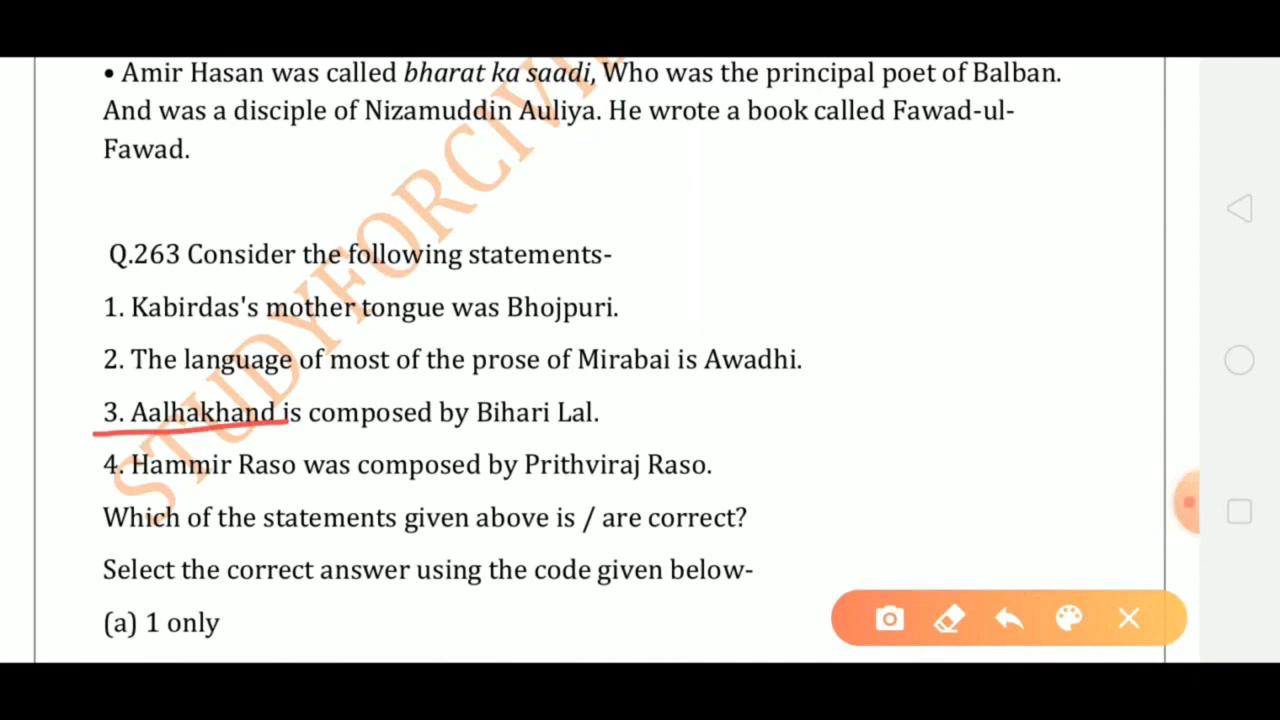 • Amir Hasan was called bharat ka saadi, Who was the principal poet of Balban.
And was a disciple of Nizamuddin Auliya. He wrote a book called Fawad-ul-
Fawad.
Q.263 Consider the following statements-
1. Kabirdas's mother tongue was Bhojpuri.
2. The language of most of the prose of Mirabai is Awadhi.
3. Aalhakhand is composed by Bihari Lal.
4. Hammir Raso was composed by Prithviraj Raso.
Which of the statements given above is / are correct?
Select the correct answer using the code given below-
(a) 1 only
STUDYFORCIVI